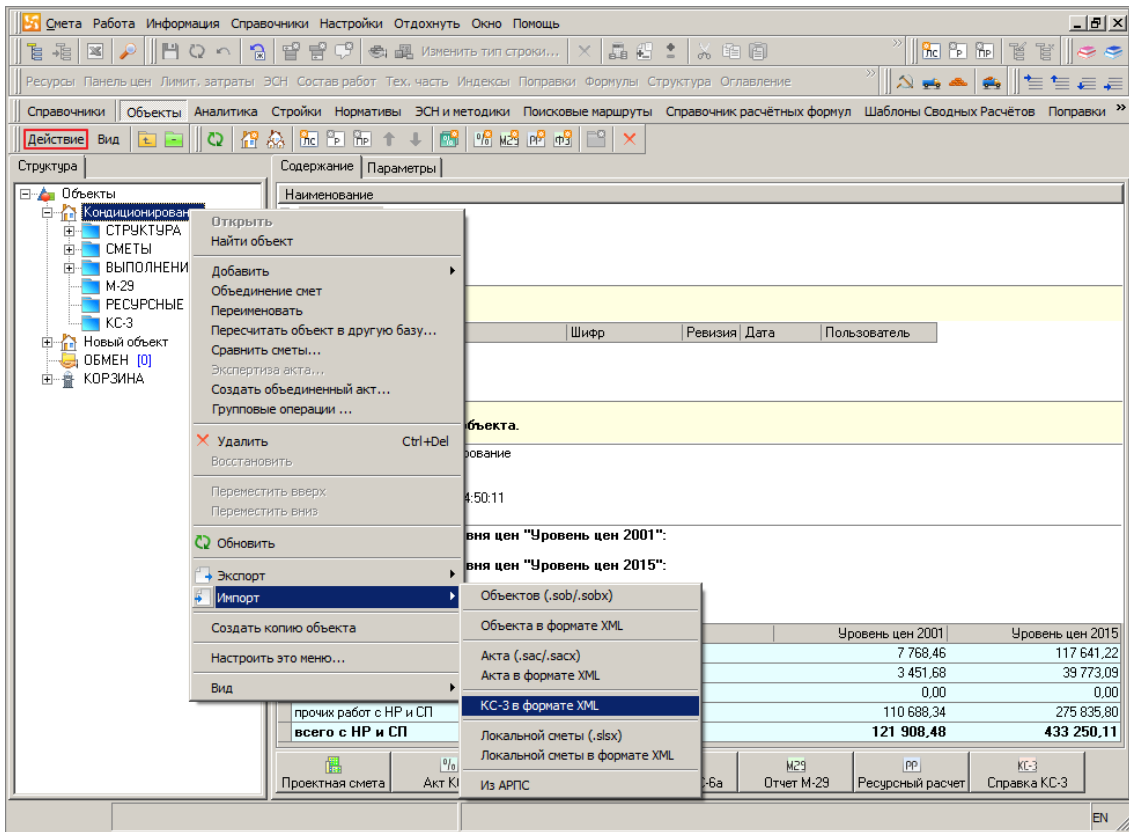 Смета Работа Информация Справочники Настройки Отдохнуть Окно Помощь
Изменить тип строки...
Ресурсы Панель цен Лимит. затраты ЭСН Состав работ Тех. часть Индексы Поправки Формулы Структура Оглавление
Справочники Объекты Аналитика Стройки Нормативы ЭСН и методики Поисковые маршруты Справочник расчётных формул Шаблоны Сводных Расчётов Поправки »
Действие Вид
Структура Содержание Параметры
Объекты
Наименование
Кондиционирован
СТРУКТУРА
СМЕТЫ
ВЫПОЛНЕНИ
М-29
РЕСУРСНЫЕ
КС-3
Новый объект
ОБМЕН [0]
КОРЗИНА
Открыть
Найти объект
Добавить
Объединение смет
Переименовать
Пересчитать объект в другую базу...
Сравнить сметы...
Экспертиза акта...
Создать объединенный акт...
Групповые операции ...
Удалить Ctrl+Del
Восстановить
Переместить вверх
Переместить вниз
Обновить
Экспорт
Импорт
Создать копию объекта
Настроить это меню...
Вид
Шифр Ревизия Дата Пользователь
бъекта.
рование
4:50:11
вня цен "Уровень цен 2001":
вня цен "Уровень цен 2015":
Объектов (.sob/.sobx)
Объекта в формате XML
Акта (.sac/.sacx)
Акта в формате XML
КС-3 в формате XML
Локальной сметы (.slsx)
Локальной сметы в формате XML
Из АРПС
Уровень цен 2001 Уровень цен 2015
7 768,46 117 641,22
3 451,68 39 773,09
0,00 0,00
прочих работ с НР и СП 110 688,34 275 835,80
всего с НР и СП 121 908,48 433 250,11
Проектная смета Акт К -6а Отчет М-29 Ресурсный расчет Справка КС-3
EN